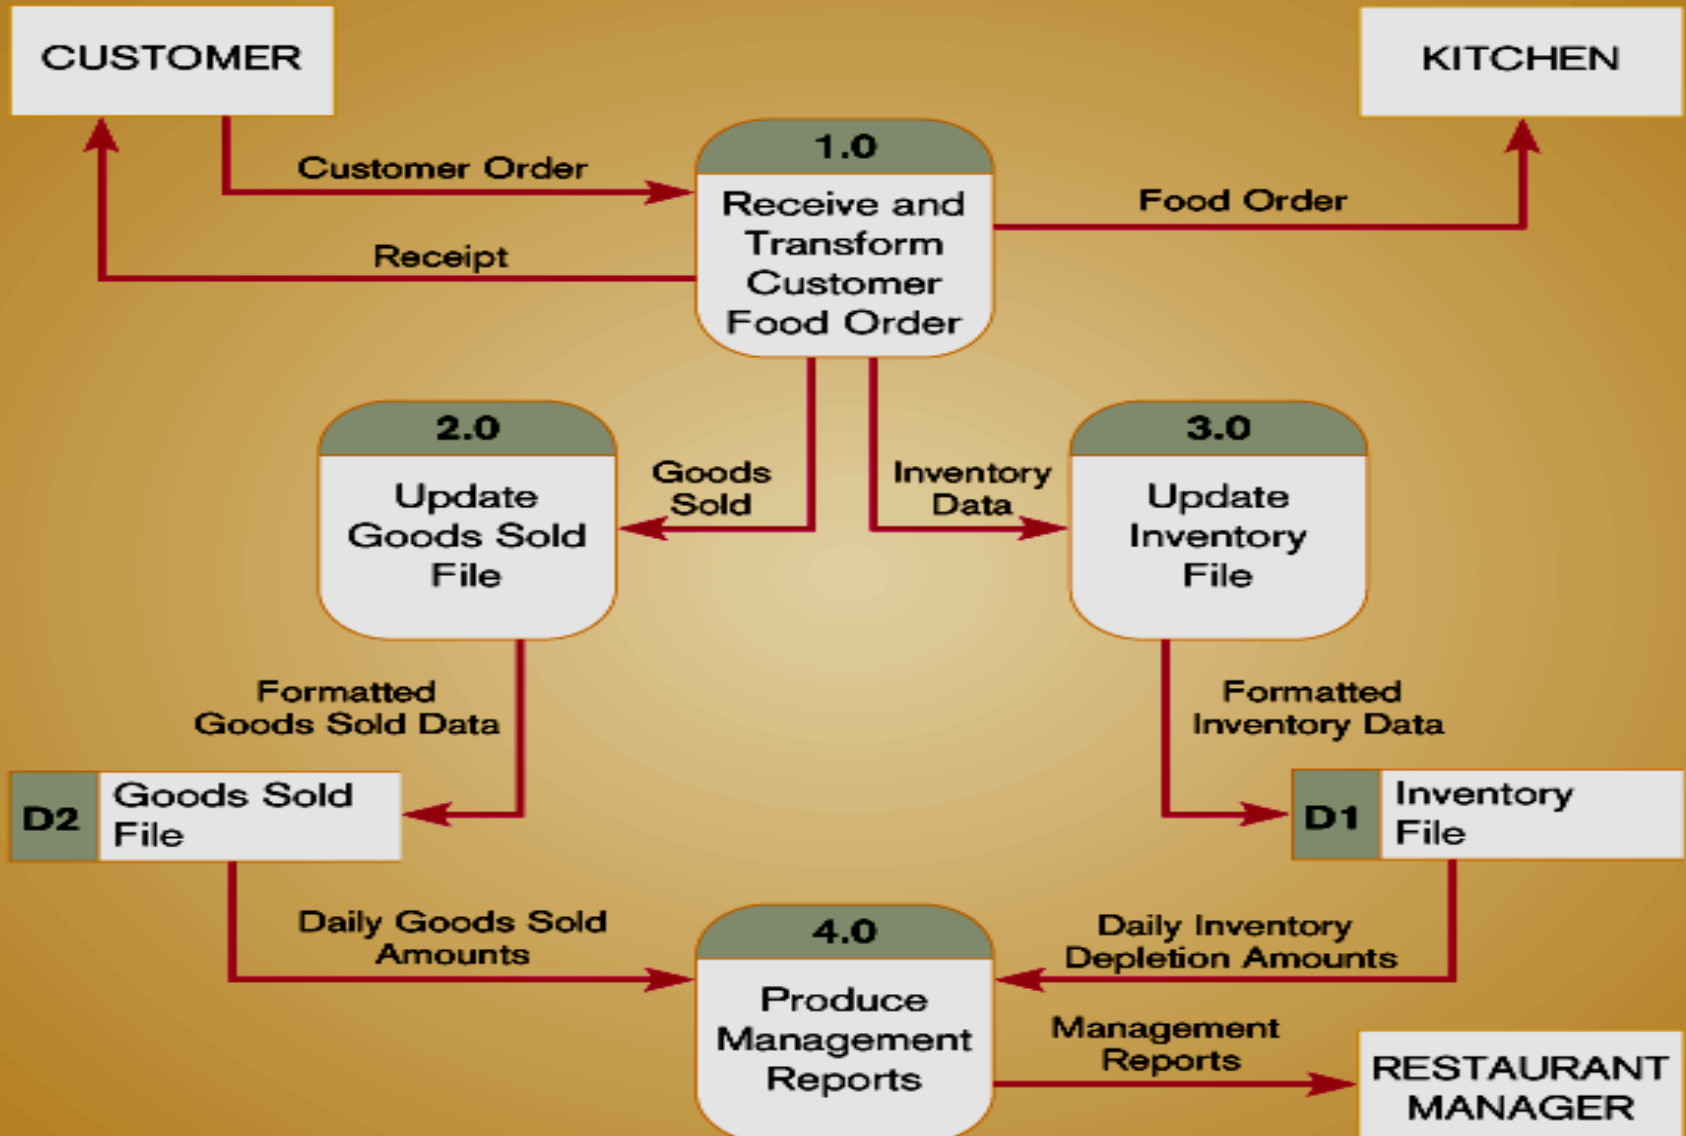 CUSTOMER
KITCHEN
1.0
Receive and
Transform
Customer
Food Order
Customer Order
Receipt
Food Order
2.0
Update
Goods Sold
File
Goods
Sold
Inventory
Data
3.0
Update
Inventory
File
Formatted
Goods Sold Data
Formatted
Inventory Data
D2
Goods Sold
File
D1
Inventory
File
Daily Goods Sold
Amounts
4.0
Produce
Management
Reports
Daily Inventory
Depletion Amounts
Management
Reports
RESTAURANT
MANAGER